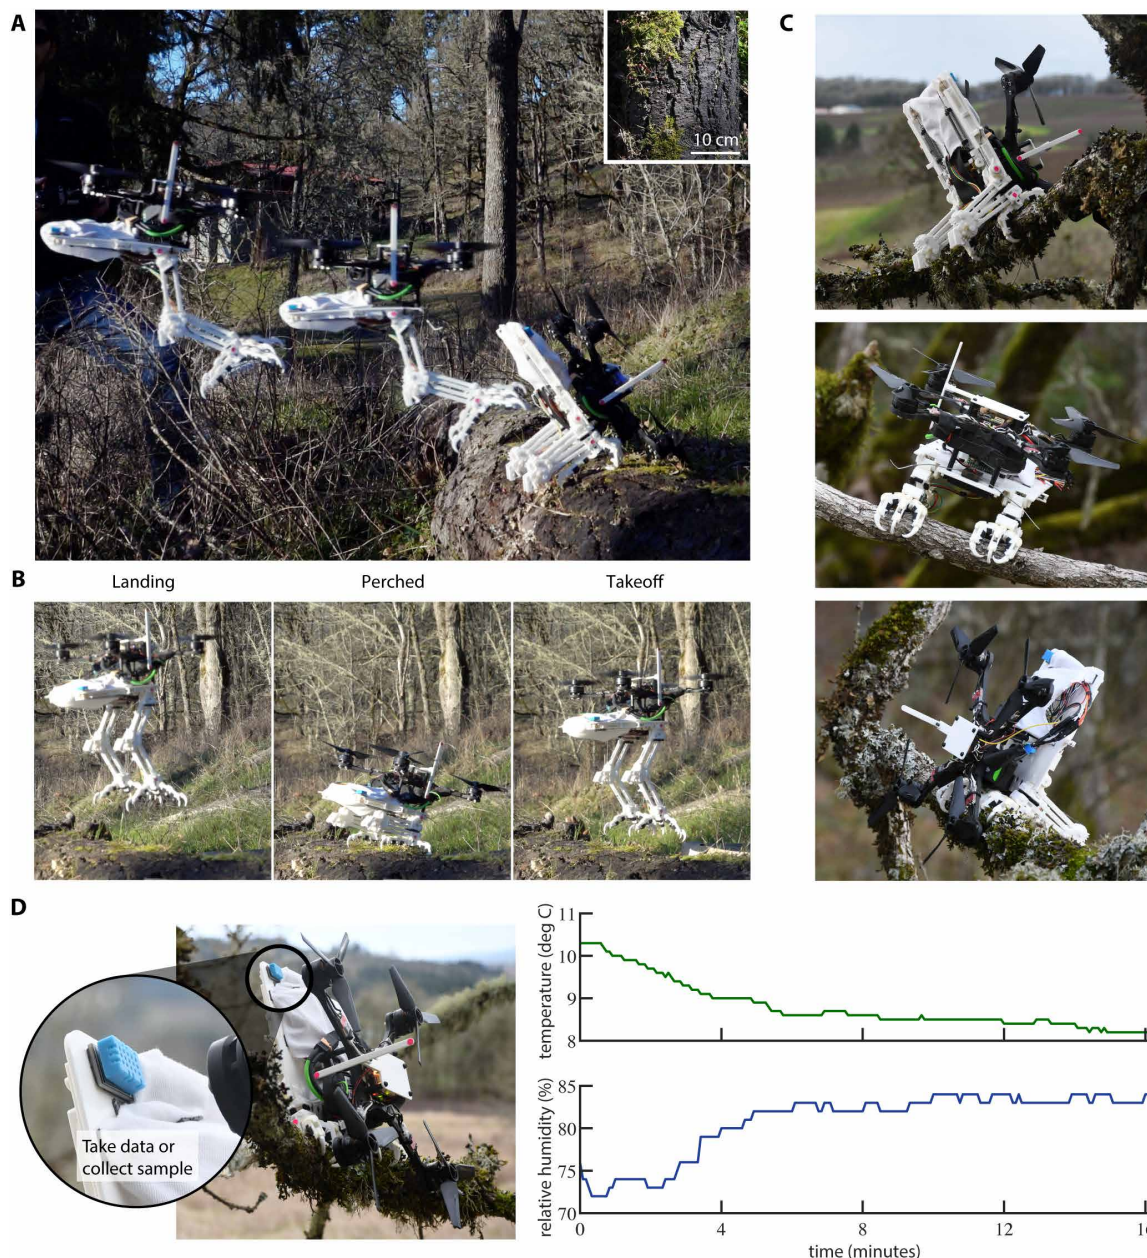 A
10 cm
C
B
Landing
Perched
Takeoff
D
Take data or
collect sample
temperature (deg C)
11
10
9
8
relative humidity (%)
85
80
75
70
0
4
8
12
16
time (minutes)